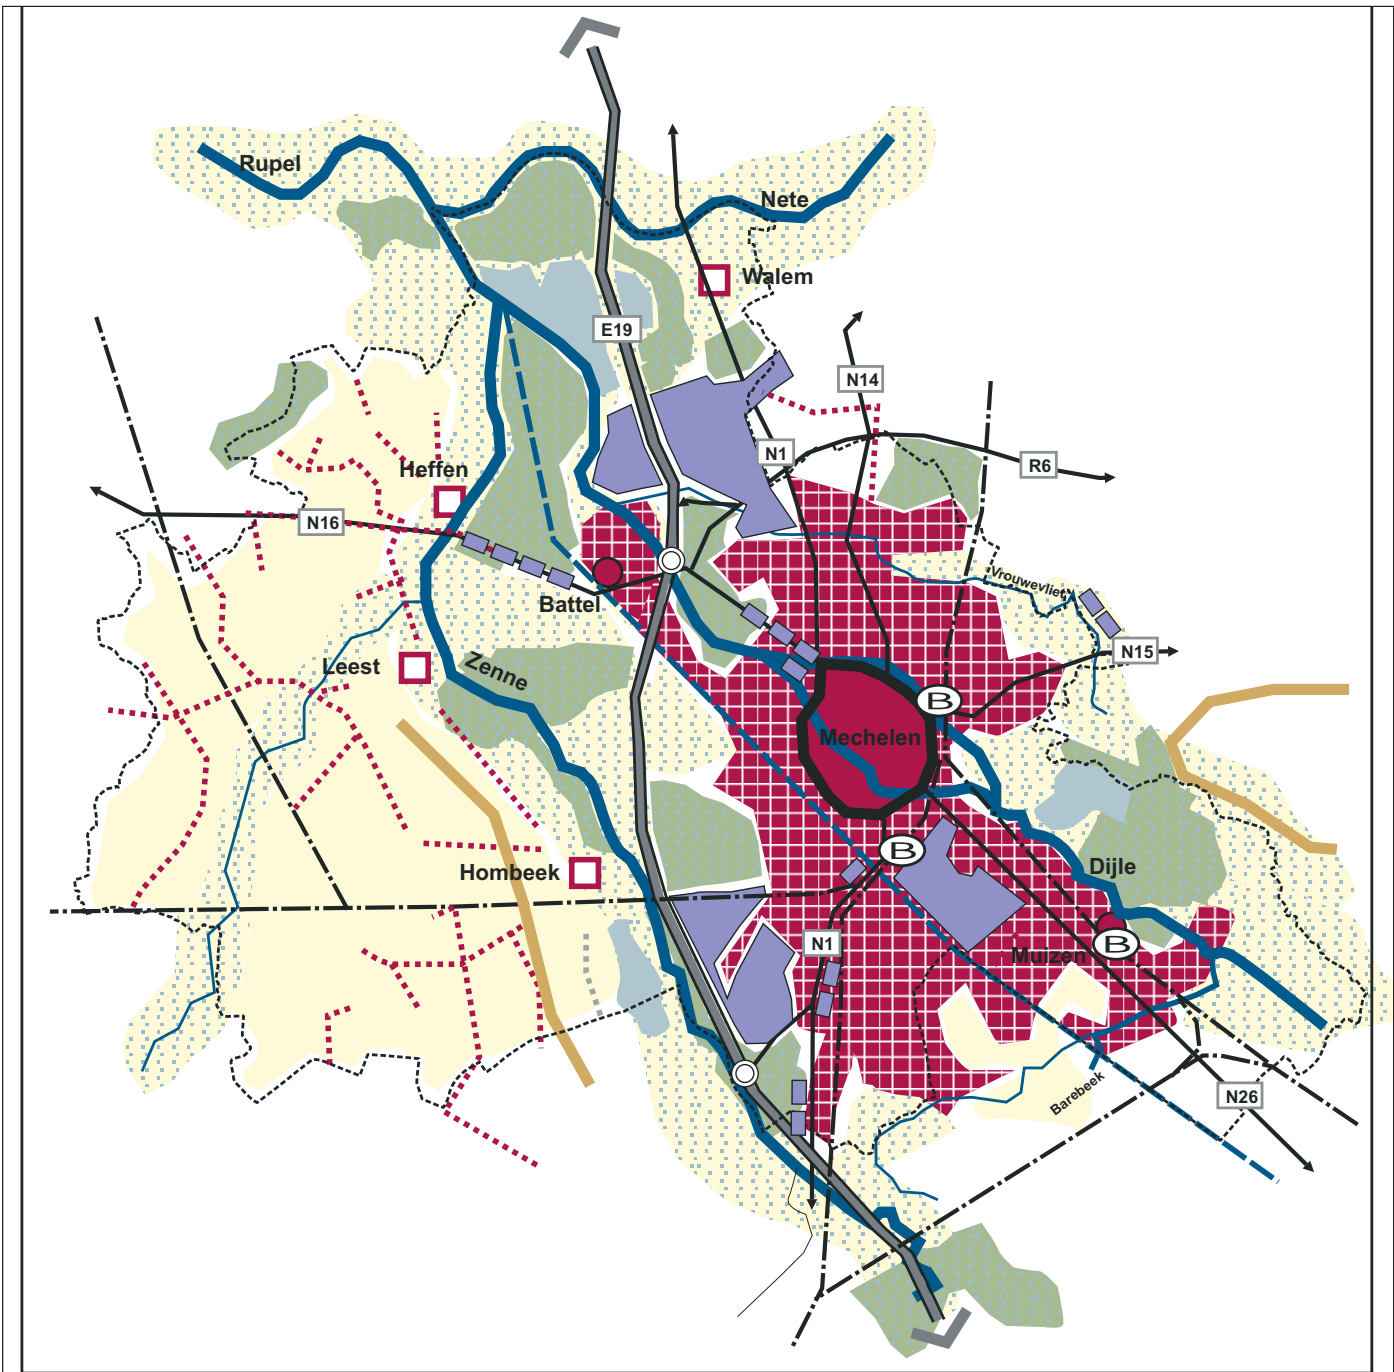 Rupel
Nete
Walem
E19
N14
N1
R6
Heffen
N16
Vrouwevliet
Battel
N15
Leest
Zenne
B
Mechelen
B
Dijle
Hombeek
N1
B
Muizen
Barebeek
N26